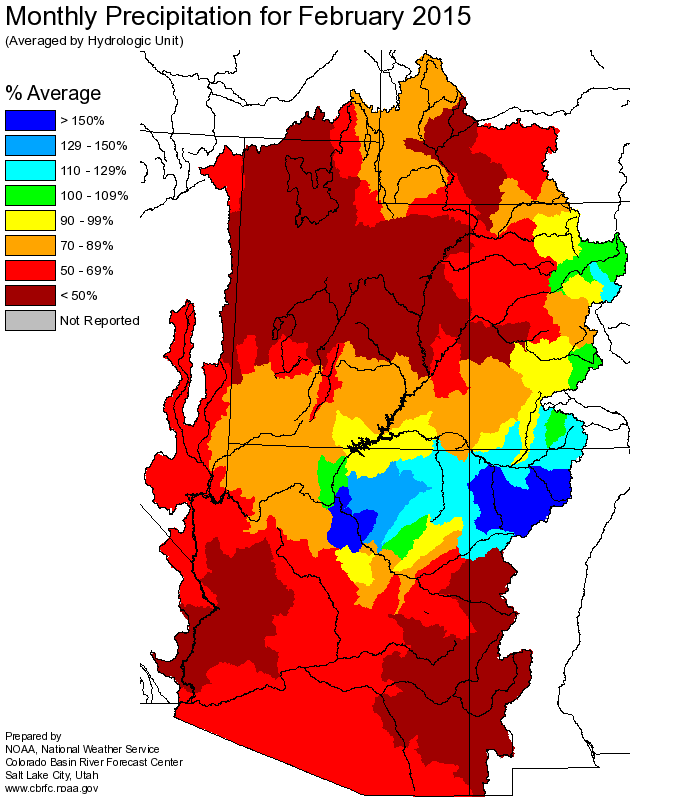 Monthly Precipitation for February 2015
(Averaged by Hydrologic Unit)
% Average
> 150%
129 - 150%
110 - 129%
100 - 109%
90 - 99%
70 - 89%
50 - 69%
< 50%
Not Reported
Prepared by
NOAA, National Weather Service
Colorado Basin River Forecast Center
Salt Lake City, Utah
www.cbrfc.noaa.gov